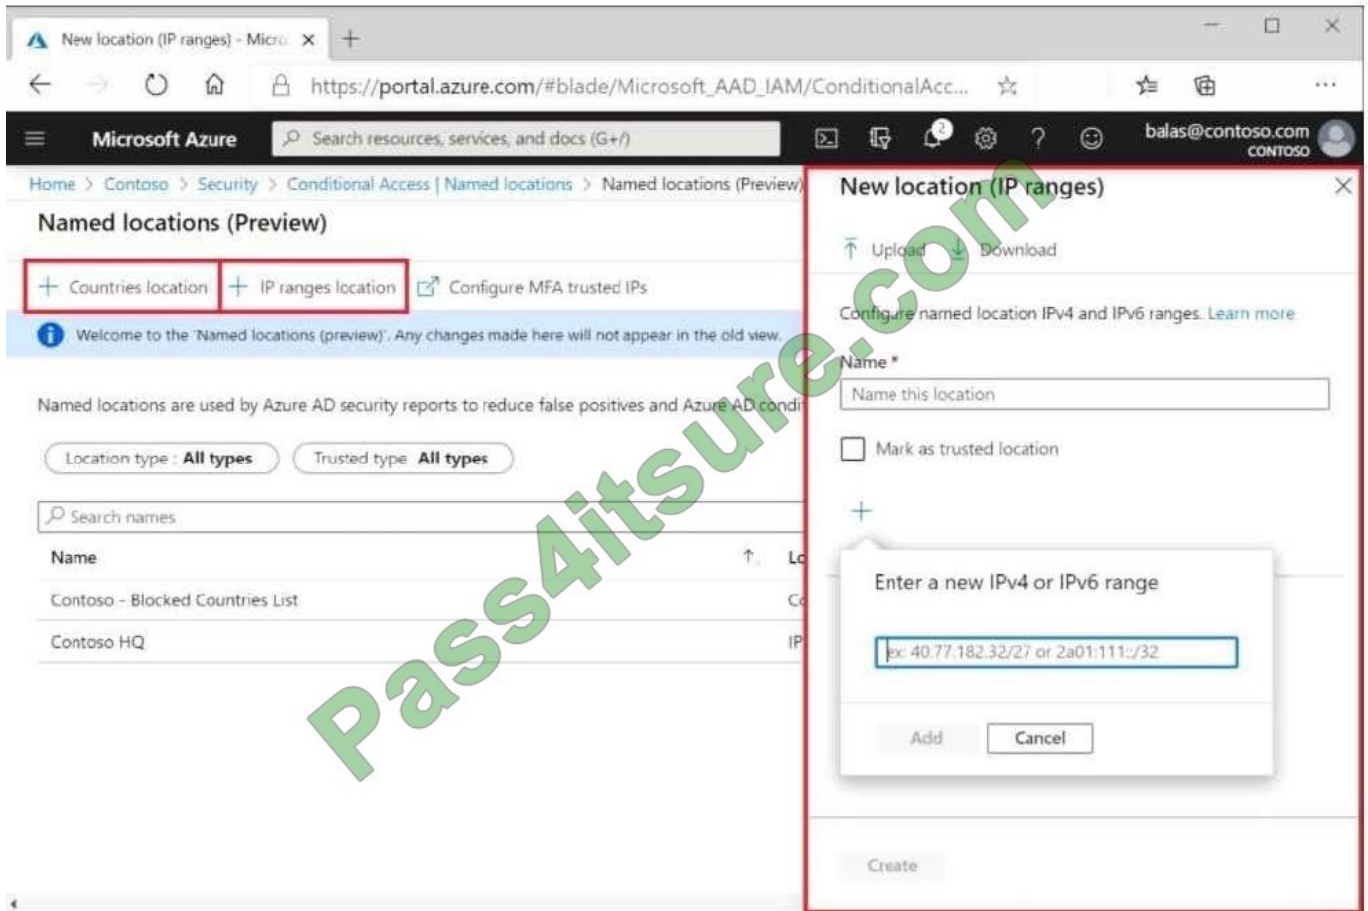 New location (IP ranges) - Micro
https://portal.azure.com/#blade/Microsoft_AAD_IAM/ConditionalAcc...
Microsoft Azure
Search resources, services, and docs (G+/)
2
balas@contoso.com
CONTOSO
Home > Contoso > Security > Conditional Access | Named locations > Named locations (Preview)
Named locations (Preview)
+ Countries location
+ IP ranges location
Configure MFA trusted IPs
Welcome to the 'Named locations (preview)'. Any changes made here will not appear in the old view.
Named locations are used by Azure AD security reports to reduce false positives and Azure AD condi
Location type : All types
Trusted type All types
Search names
Name
Lo
Contoso - Blocked Countries List
Co
Contoso HQ
IP
New location (IP ranges)
Upload
Download
Configure named location IPv4 and IPv6 ranges. Learn more
Name *
Name this location
Mark as trusted location
Enter a new IPv4 or IPv6 range
ex: 40.77.182.32/27 or 2a01:111::/32
Add
Cancel
Create
Pass4itsure.com